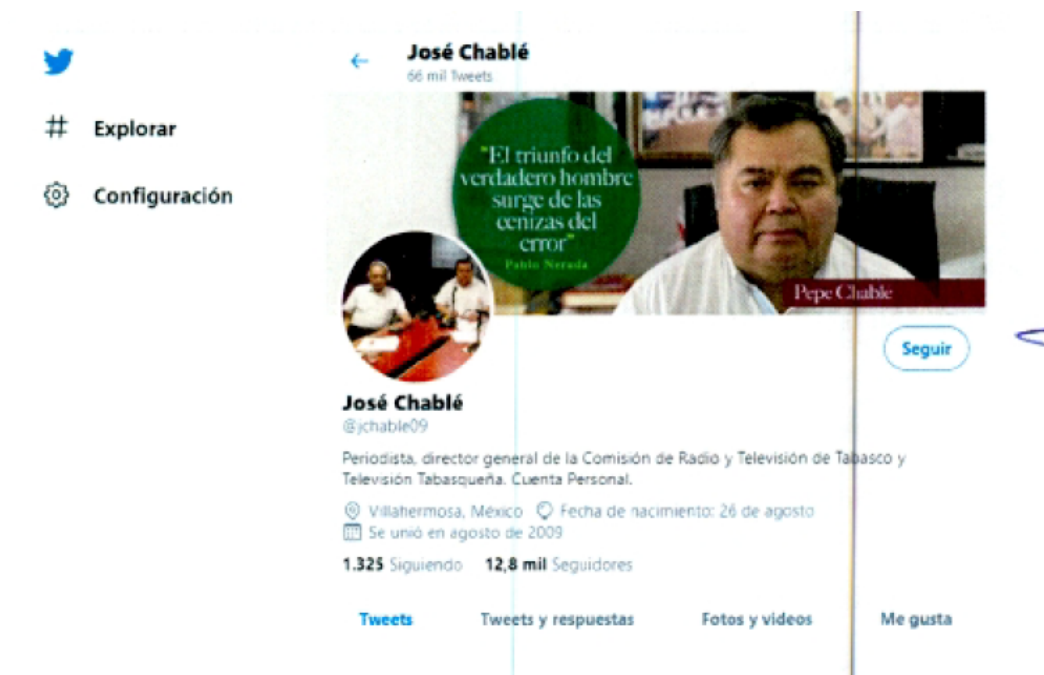 José Chablé
66 mil Tweets
# Explorar
Configuración
"El triunfo del
verdadero hombre
surge de las
cenizas del
error"
Pablo Neruda
Pepe Chable
Seguir
José Chablé
@jchable09
Periodista, director general de la Comisión de Radio y Televisión de Tabasco y
Televisión Tabasqueña. Cuenta Personal.
Villahermosa, México Fecha de nacimiento: 26 de agosto
Se unió en agosto de 2009
1.325 Siguiendo 12,8 mil Seguidores
Tweets Tweets y respuestas Fotos y videos Me gusta